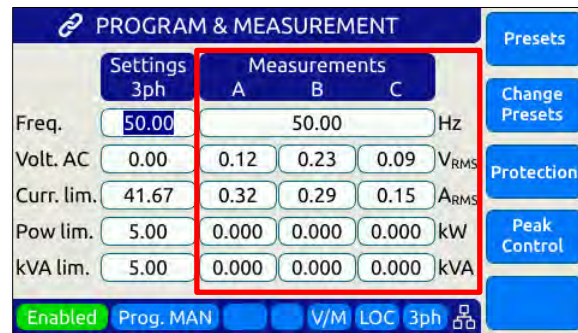 PROGRAM & MEASUREMENT
Settings Measurements
3ph A B C
Freq. 50.00 50.00 Hz
Volt. AC 0.00 0.12 0.23 0.09 VRMS
Curr. lim. 41.67 0.32 0.29 0.15 ARMS
Pow lim. 5.00 0.000 0.000 0.000 kW
kVA lim. 5.00 0.000 0.000 0.000 kVA
Enabled Prog. MAN V/M LOC 3ph
Presets
Change
Presets
Protection
Peak
Control